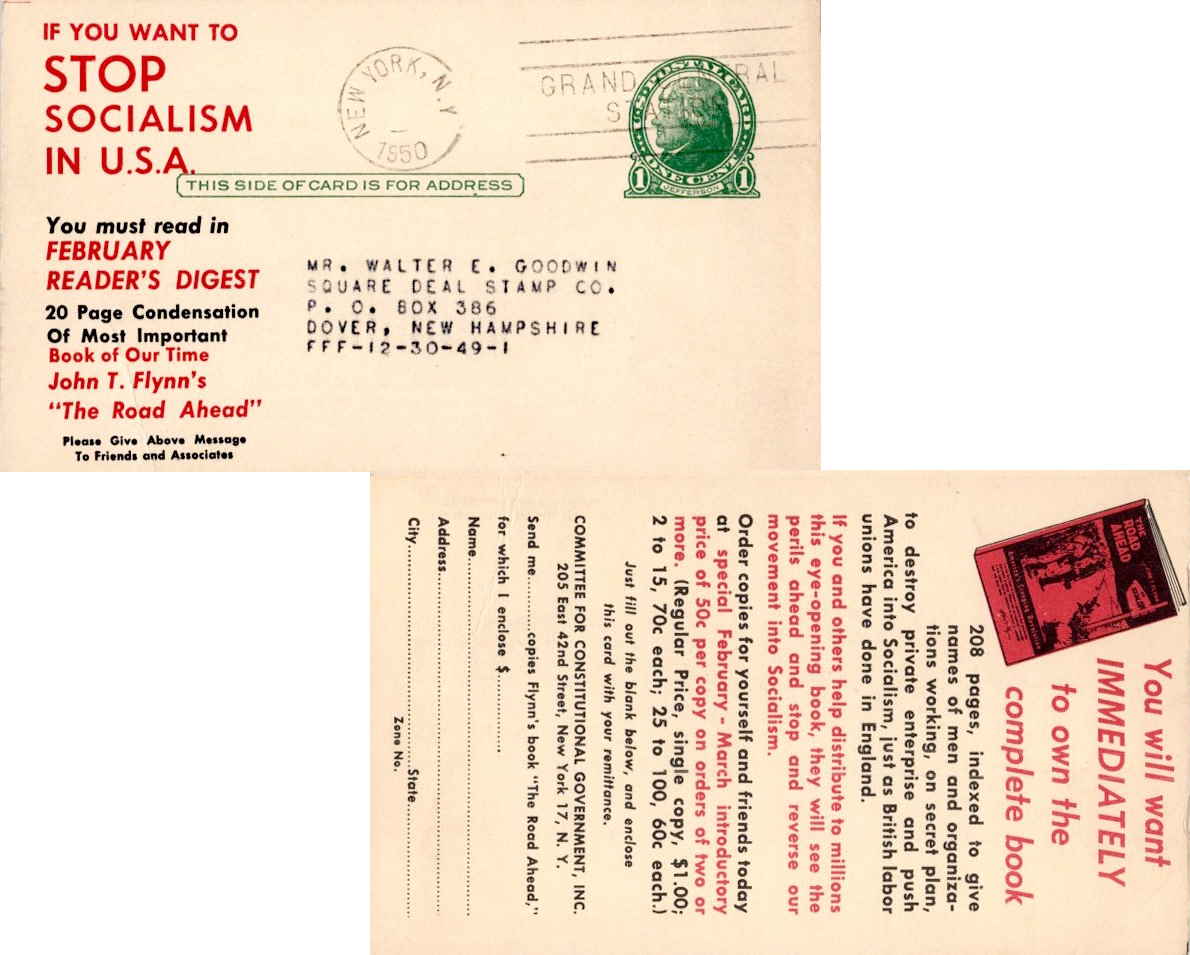 IF YOU WANT TO
STOP
SOCIALISM
IN U.S.A.
NEW YORK, N.Y
1950
GRAND CENTRAL
STATION
U.S. POSTAL CARD
ONE CENT
1 JEFFERSON 1
THIS SIDE OF CARD IS FOR ADDRESS
You must read in
FEBRUARY
READER'S DIGEST
20 Page Condensation
Of Most Important
Book of Our Time
John T. Flynn's
"The Road Ahead"
Please Give Above Message
To Friends and Associates
MR. WALTER E. GOODWIN
SQUARE DEAL STAMP CO.
P. O. BOX 386
DOVER, NEW HAMPSHIRE
FFF-12-30-49-1
You will want
IMMEDIATELY
to own the
complete book
THE
ROAD
AHEAD
208 pages, indexed to give
names of men and organiza-
tions working, on secret plan,
to destroy private enterprise and push
America into Socialism, just as British labor
unions have done in England.
If you and others help distribute to millions
this eye-opening book, they will see the
perils ahead and stop and reverse our
movement into Socialism.
Order copies for yourself and friends today
at special February - March introductory
price of 50c per copy on orders of two or
more. (Regular Price, single copy, $1.00;
2 to 15, 70c each; 25 to 100, 60c each.)
Just fill out the blank below, and enclose
this card with your remittance.
COMMITTEE FOR CONSTITUTIONAL GOVERNMENT, INC.
205 East 42nd Street, New York 17, N. Y.
Send me..........copies Flynn's book "The Road Ahead,"
for which I enclose $..............
Name..........
Address..........
City..........State..........
Zone No.